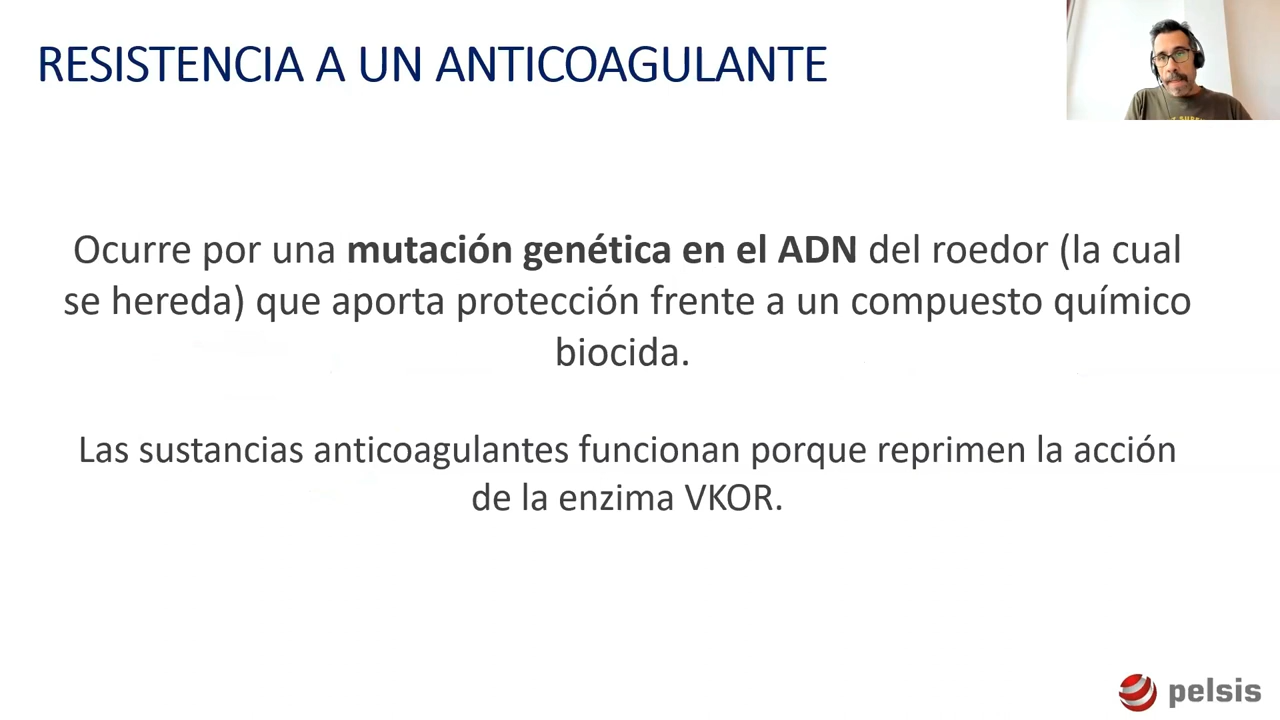 RESISTENCIA A UN ANTICOAGULANTE
Ocurre por una mutación genética en el ADN del roedor (la cual
se hereda) que aporta protección frente a un compuesto químico
biocida.
Las sustancias anticoagulantes funcionan porque reprimen la acción
de la enzima VKOR.
pelsis